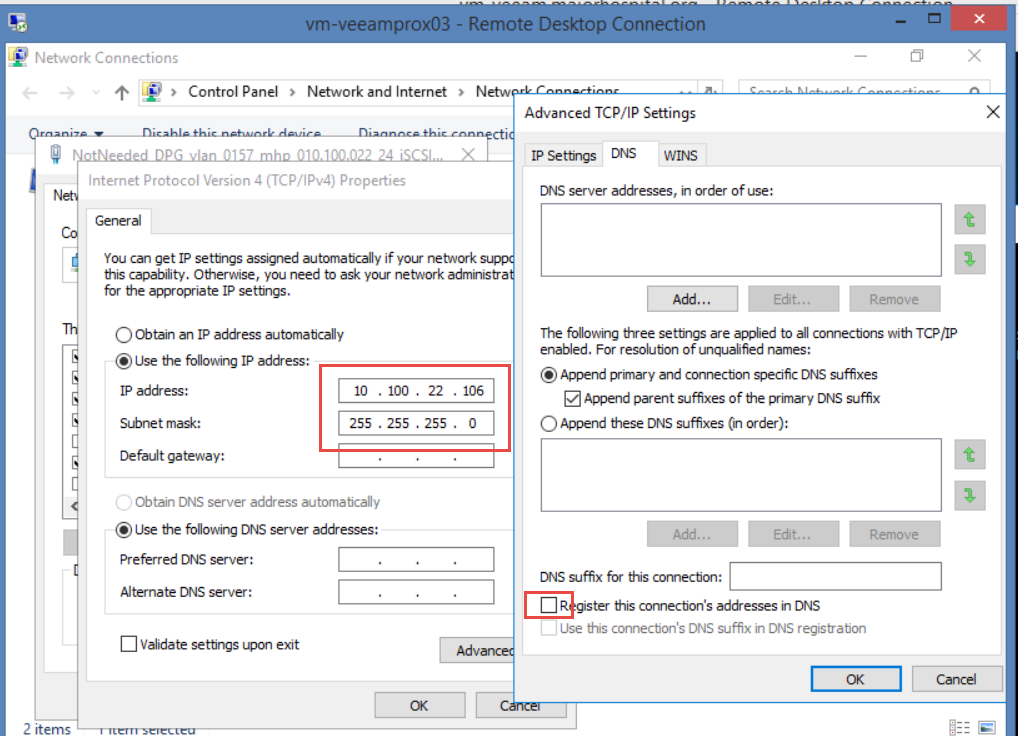 vm-veeam.majorhospital.org - Remote Desktop Connection
vm-veeamprox03 - Remote Desktop Connection
Network Connections
Control Panel > Network and Internet > Network Connections
Search Network Connections
Organize
Disable this network device
Diagnose this connectio
NotNeeded_DPG_vlan_0157_mhp_010.100.022_24_iSCSI...
Netw
Co
Th
Internet Protocol Version 4 (TCP/IPv4) Properties
General
You can get IP settings assigned automatically if your network suppo
this capability. Otherwise, you need to ask your network administrat
for the appropriate IP settings.
Obtain an IP address automatically
Use the following IP address:
IP address:
10 . 100 . 22 . 106
Subnet mask:
255 . 255 . 255 . 0
Default gateway:
. . .
Obtain DNS server address automatically
Use the following DNS server addresses:
Preferred DNS server:
. . .
Alternate DNS server:
. . .
Validate settings upon exit
Advanced
OK
Cancel
2 items
1 item selected
Advanced TCP/IP Settings
IP Settings
DNS
WINS
DNS server addresses, in order of use:
Add...
Edit...
Remove
The following three settings are applied to all connections with TCP/IP
enabled. For resolution of unqualified names:
Append primary and connection specific DNS suffixes
Append parent suffixes of the primary DNS suffix
Append these DNS suffixes (in order):
Add...
Edit...
Remove
DNS suffix for this connection:
Register this connection's addresses in DNS
Use this connection's DNS suffix in DNS registration
OK
Cancel